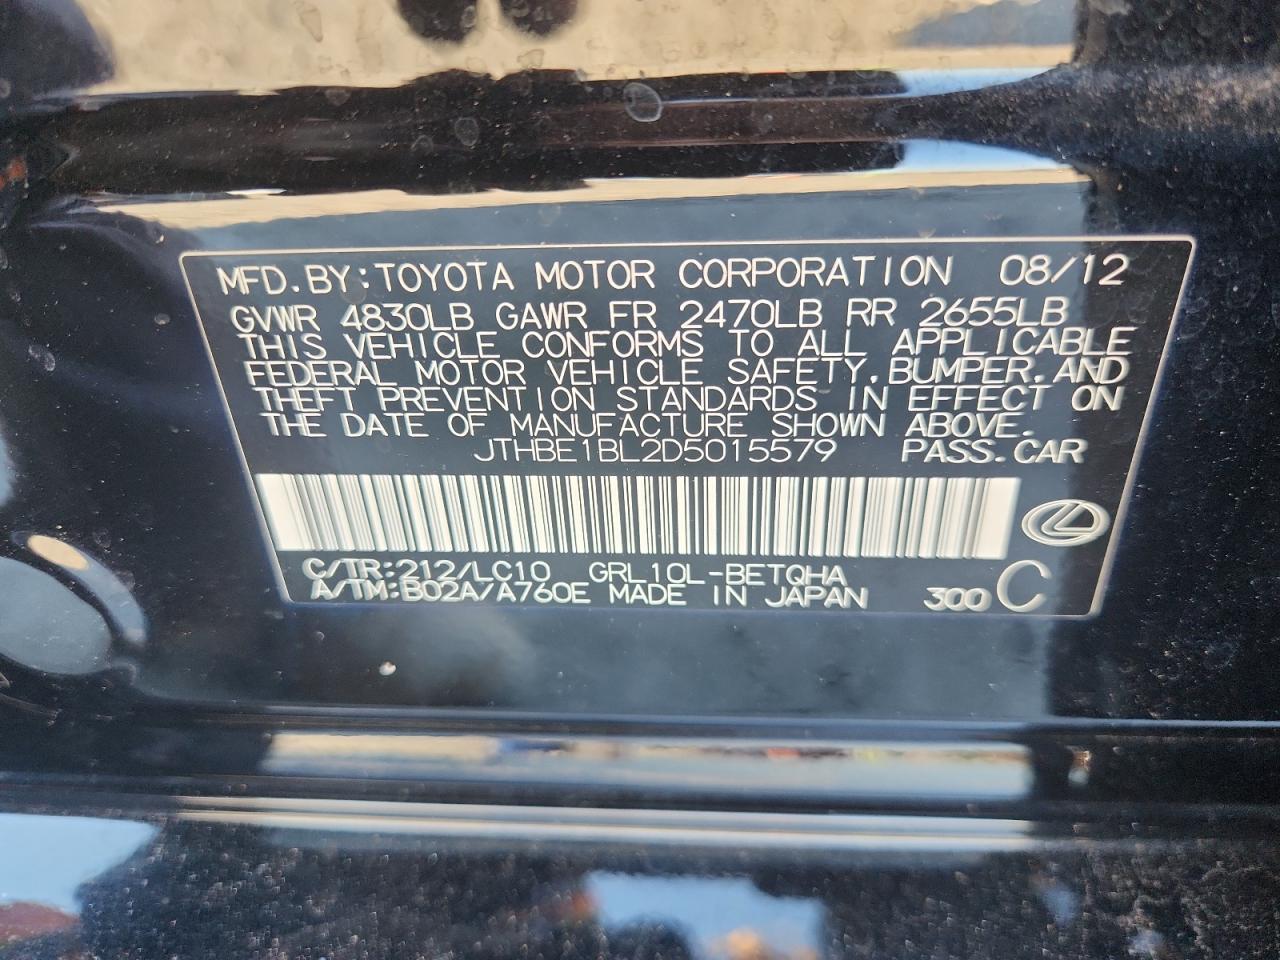 MFD.BY:TOYOTA MOTOR CORPORATION 08/12
GVWR 4830LB GAWR FR 2470LB RR 2655LB
THIS VEHICLE CONFORMS TO ALL APPLICABLE
FEDERAL MOTOR VEHICLE SAFETY,BUMPER,AND
THEFT PREVENTION STANDARDS IN EFFECT ON
THE DATE OF MANUFACTURE SHOWN ABOVE.
JTHBE1BL2D5015579 PASS.CAR
C/TR:212/LC10 GRL10L-BETQHA
A/TM:B02A/A760E MADE IN JAPAN 300 C